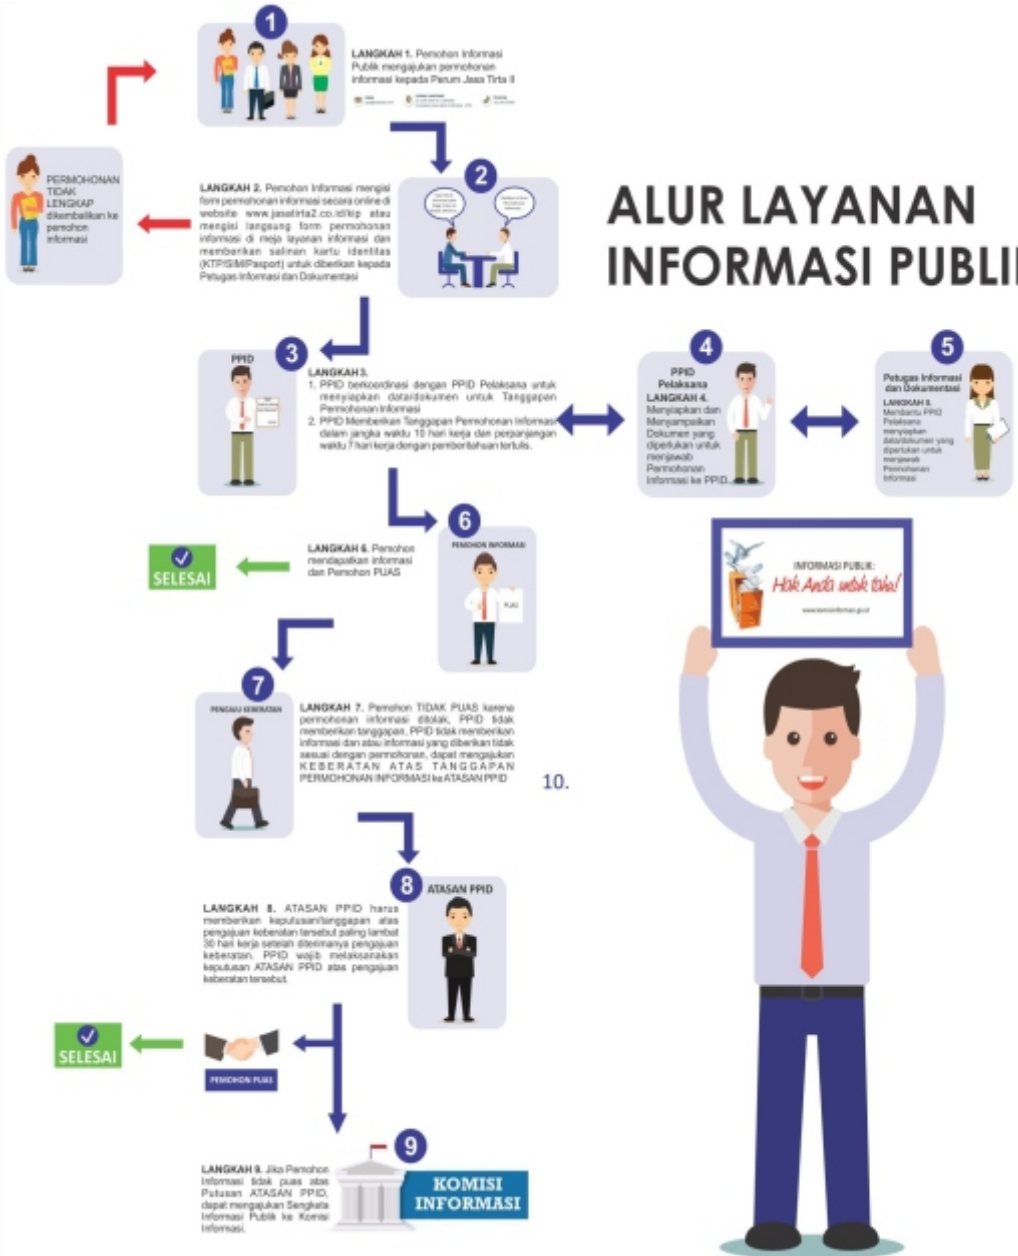 1
LANGKAH 1. Pemohon Informasi
Publik mengajukan permohonan
informasi kepada Perum Jasa Tirta II
PERMOHONAN
TIDAK
LENGKAP
dikembalikan ke
pemohon
informasi
2
LANGKAH 2. Pemohon Informasi mengisi
form permohonan informasi secara online di
website www.jasatirta2.co.id/kip atau
mengisi langsung form permohonan
informasi di meja layanan informasi dan
memberikan salinan kartu identitas
(KTP/SIM/Pasport) untuk diberikan kepada
Petugas Informasi dan Dokumentasi
ALUR LAYANAN
INFORMASI PUBLIK
3
PPID
LANGKAH 3.
1. PPID berkoordinasi dengan PPID Pelaksana untuk
menyiapkan data/dokumen untuk Tanggapan
Permohonan Informasi
2. PPID Memberikan Tanggapan Permohonan Informasi
dalam jangka waktu 10 hari kerja dan perpanjangan
waktu 7 hari kerja dengan pemberitahuan tertulis.
4
PPID
Pelaksana
LANGKAH 4.
Menyiapkan dan
Menyampaikan
Dokumen yang
diperlukan untuk
menjawab
Permohonan
Informasi ke PPID
5
Petugas Informasi
dan Dokumentasi
LANGKAH 5.
Membantu PPID
Pelaksana
menyiapkan
data/dokumen yang
diperlukan untuk
menjawab
Permohonan
Informasi
6
PEMOHON INFORMASI
PUAS
LANGKAH 6. Pemohon
mendapatkan informasi
dan Pemohon PUAS
SELESAI
INFORMASI PUBLIK:
Hak Anda untuk tahu!
www.komisiinformasi.go.id
7
PENGAJU KEBERATAN
LANGKAH 7. Pemohon TIDAK PUAS karena
permohonan informasi ditolak, PPID tidak
memberikan tanggapan, PPID tidak memberikan
informasi dan atau informasi yang diberikan tidak
sesuai dengan permohonan, dapat mengajukan
KEBERATAN ATAS TANGGAPAN
PERMOHONAN INFORMASI ke ATASAN PPID
10.
8
ATASAN PPID
LANGKAH 8. ATASAN PPID harus
memberikan keputusan/tanggapan atas
pengajuan keberatan tersebut paling lambat
30 hari kerja setelah diterimanya pengajuan
keberatan. PPID wajib melaksanakan
keputusan ATASAN PPID atas pengajuan
keberatan tersebut.
SELESAI
PEMOHON PUAS
9
LANGKAH 9. Jika Pemohon
Informasi tidak puas atas
Putusan ATASAN PPID,
dapat mengajukan Sengketa
Informasi Publik ke Komisi
Informasi.
KOMISI
INFORMASI